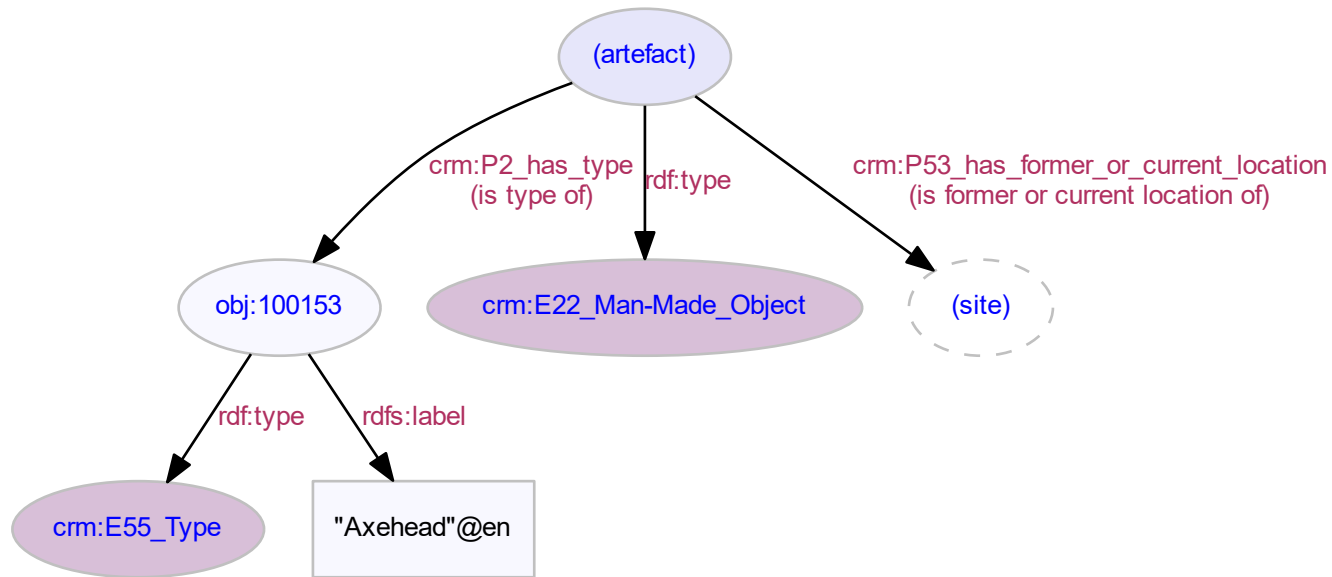 (artefact)
crm:P2_has_type
(is type of)
rdf:type
crm:P53_has_former_or_current_location
(is former or current location of)
obj:100153
crm:E22_Man-Made_Object
(site)
rdf:type
rdfs:label
crm:E55_Type
"Axehead"@en